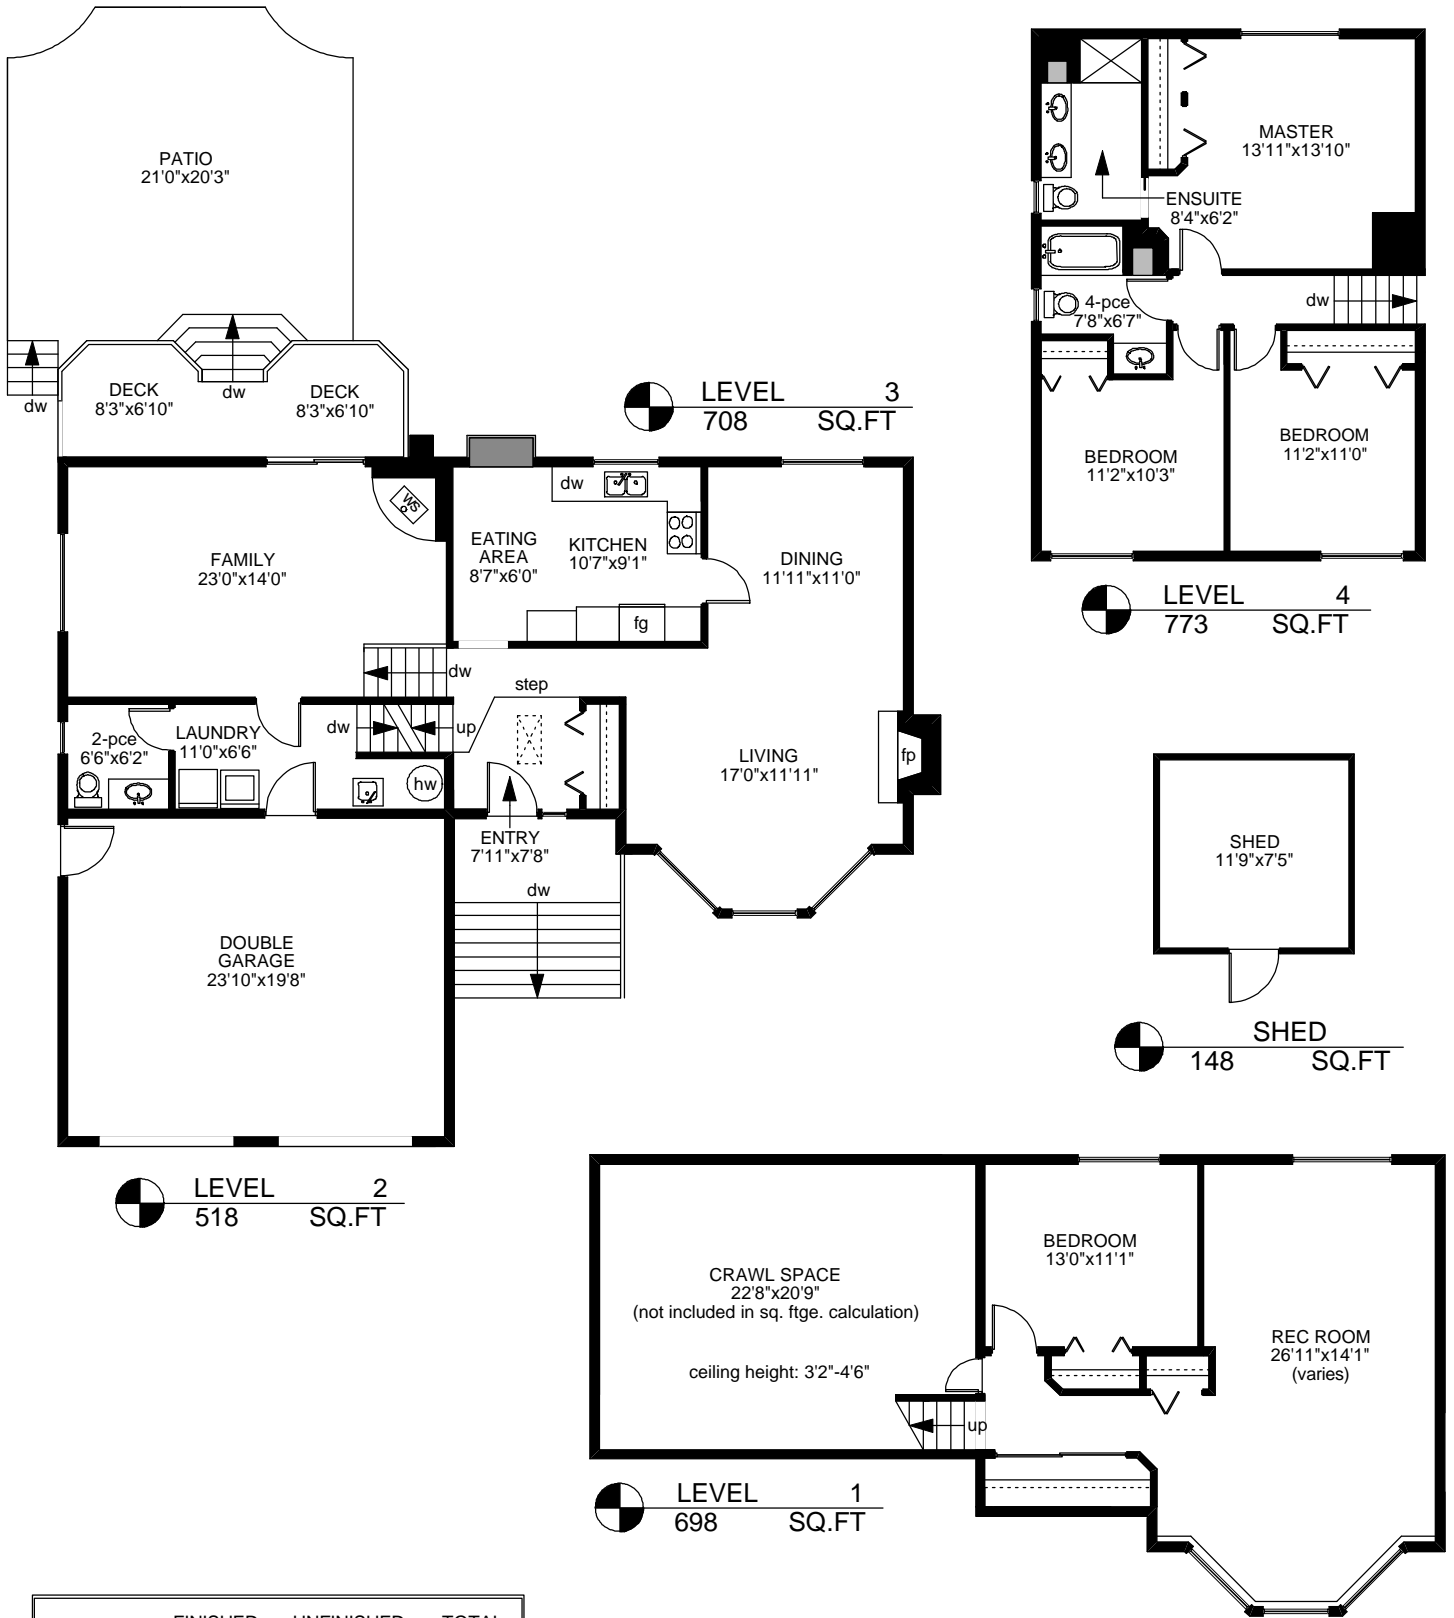 PATIO
21'0"x20'3"
dw
DECK
8'3"x6'10"
dw
DECK
8'3"x6'10"
LEVEL 3
708 SQ.FT
MASTER
13'11"x13'10"
ENSUITE
8'4"x6'2"
4-pce
7'8"x6'7"
dw
BEDROOM
11'2"x10'3"
BEDROOM
11'2"x11'0"
LEVEL 4
773 SQ.FT
FAMILY
23'0"x14'0"
WS
EATING
AREA
8'7"x6'0"
dw
KITCHEN
10'7"x9'1"
fg
DINING
11'11"x11'0"
dw
step
2-pce
6'6"x6'2"
LAUNDRY
11'0"x6'6"
dw
up
hw
LIVING
17'0"x11'11"
fp
ENTRY
7'11"x7'8"
dw
DOUBLE
GARAGE
23'10"x19'8"
SHED
11'9"x7'5"
SHED
148 SQ.FT
LEVEL 2
518 SQ.FT
CRAWL SPACE
22'8"x20'9"
(not included in sq. ftge. calculation)
ceiling height: 3'2"-4'6"
up
BEDROOM
13'0"x11'1"
REC ROOM
26'11"x14'1"
(varies)
LEVEL 1
698 SQ.FT
FINISHED UNFINISHED TOTAL